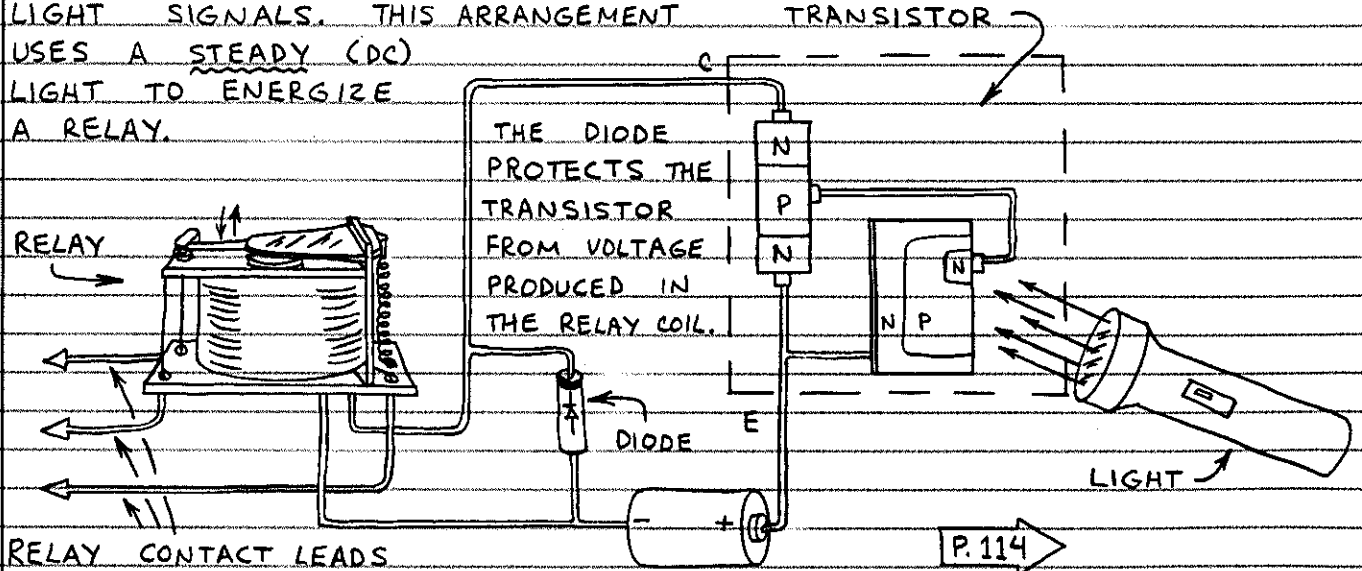 LIGHT SIGNALS. THIS ARRANGEMENT
USES A STEADY (DC)
LIGHT TO ENERGIZE
A RELAY.
TRANSISTOR
C
THE DIODE
PROTECTS THE
TRANSISTOR
FROM VOLTAGE
PRODUCED IN
THE RELAY COIL.
N
P
N
N
N P
RELAY
DIODE
E
LIGHT
- +
RELAY CONTACT LEADS
P. 114